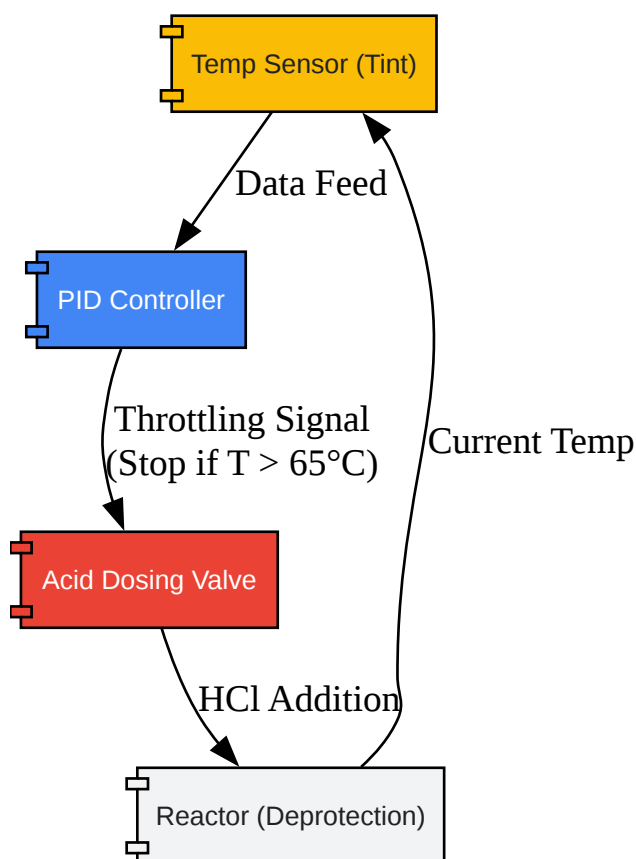 Temp Sensor (Tint)
Data Feed
PID Controller
Throttling Signal
(Stop if T > 65°C)
Current Temp
Acid Dosing Valve
HCl Addition
Reactor (Deprotection)